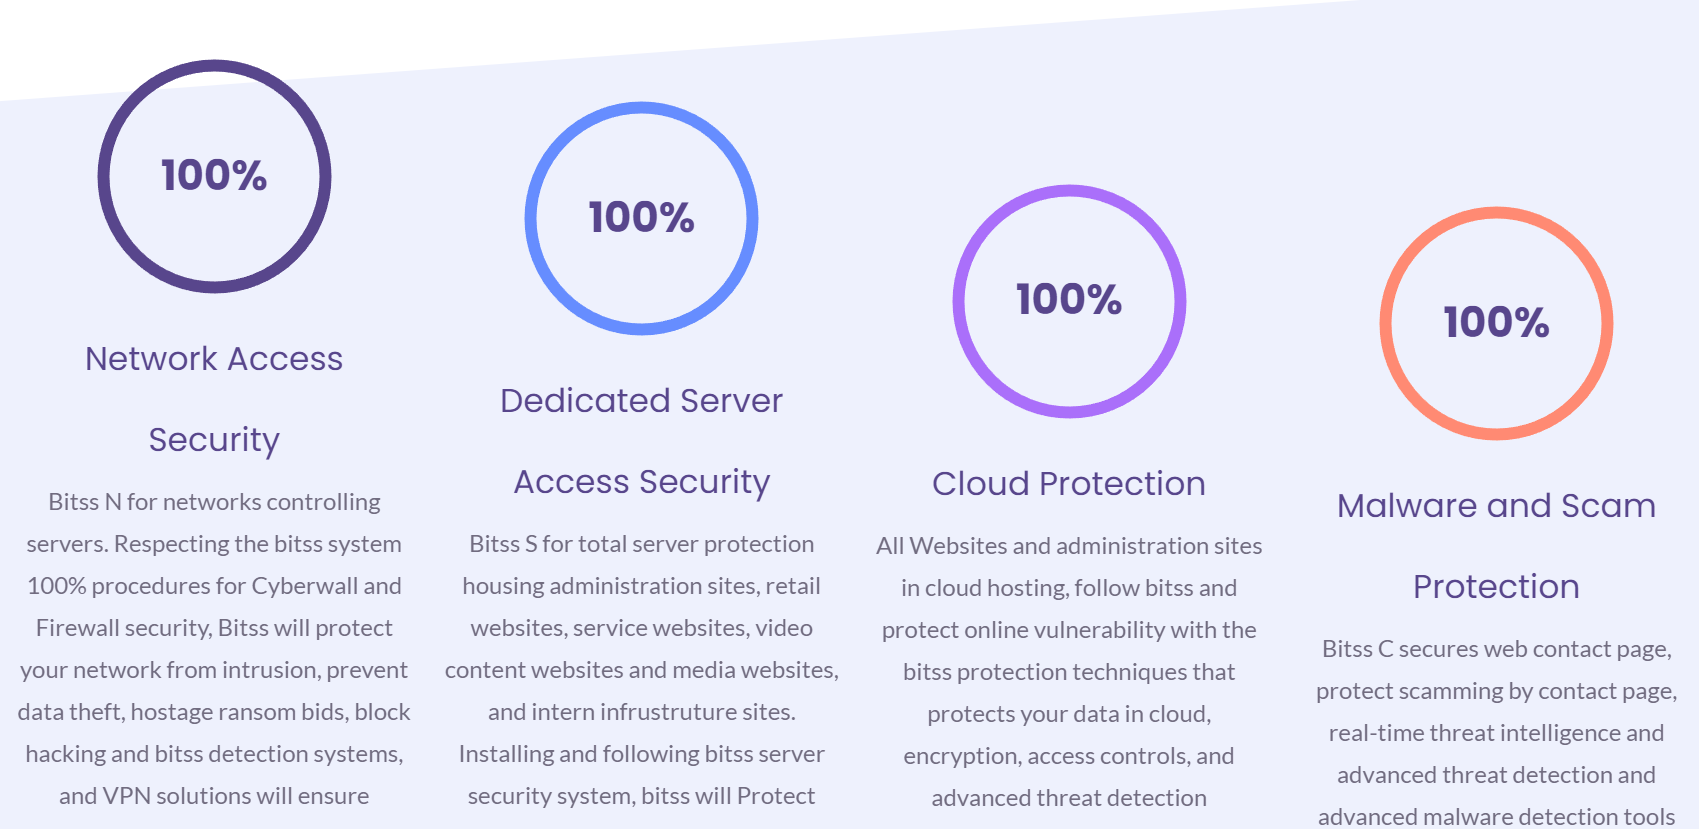 100%
Network Access
Security
Bitss N for networks controlling
servers. Respecting the bitss system
100% procedures for Cyberwall and
Firewall security, Bitss will protect
your network from intrusion, prevent
data theft, hostage ransom bids, block
hacking and bitss detection systems,
and VPN solutions will ensure
100%
Dedicated Server
Access Security
Bitss S for total server protection
housing administration sites, retail
websites, service websites, video
content websites and media websites,
and intern infrustruture sites.
Installing and following bitss server
security system, bitss will Protect
100%
Cloud Protection
All Websites and administration sites
in cloud hosting, follow bitss and
protect online vulnerability with the
bitss protection techniques that
protects your data in cloud,
encryption, access controls, and
advanced threat detection
100%
Malware and Scam
Protection
Bitss C secures web contact page,
protect scamming by contact page,
real-time threat intelligence and
advanced threat detection and
advanced malware detection tools